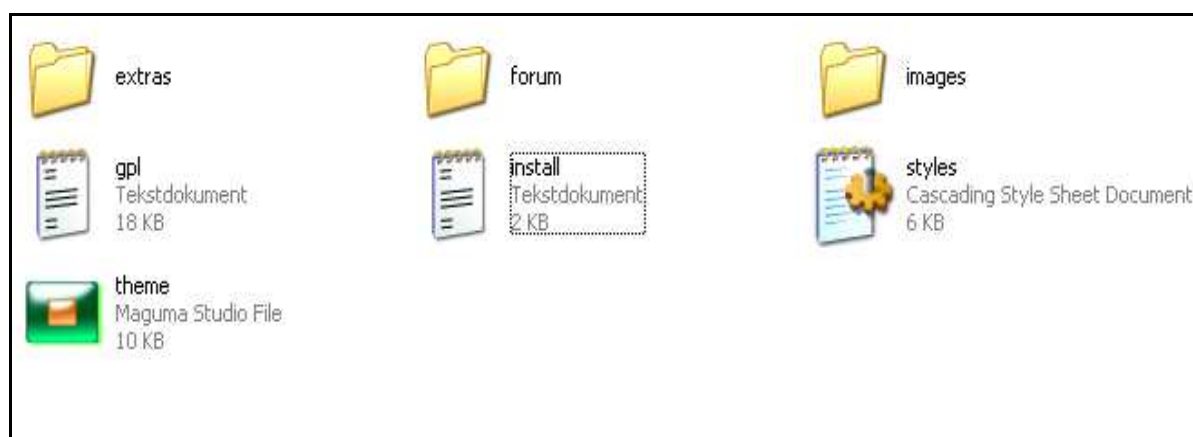 extras
forum
images
gpl
Tekstdokument
18 KB
install
Tekstdokument
2 KB
styles
Cascading Style Sheet Document
6 KB
theme
Maguma Studio File
10 KB